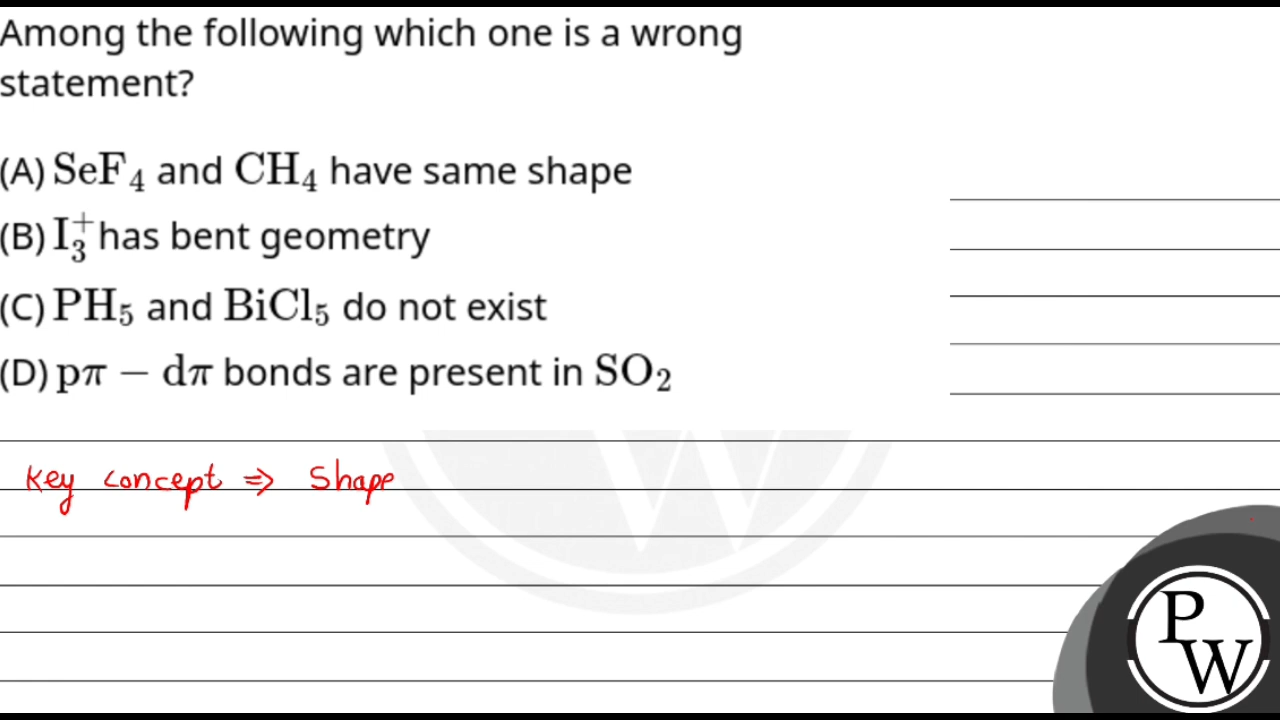 Among the following which one is a wrong
statement?
(A) SeF₄ and CH₄ have same shape
(B) I₃⁺ has bent geometry
(C) PH₅ and BiCl₅ do not exist
(D) pπ − dπ bonds are present in SO₂
Key concept ⇒ Shape
PW